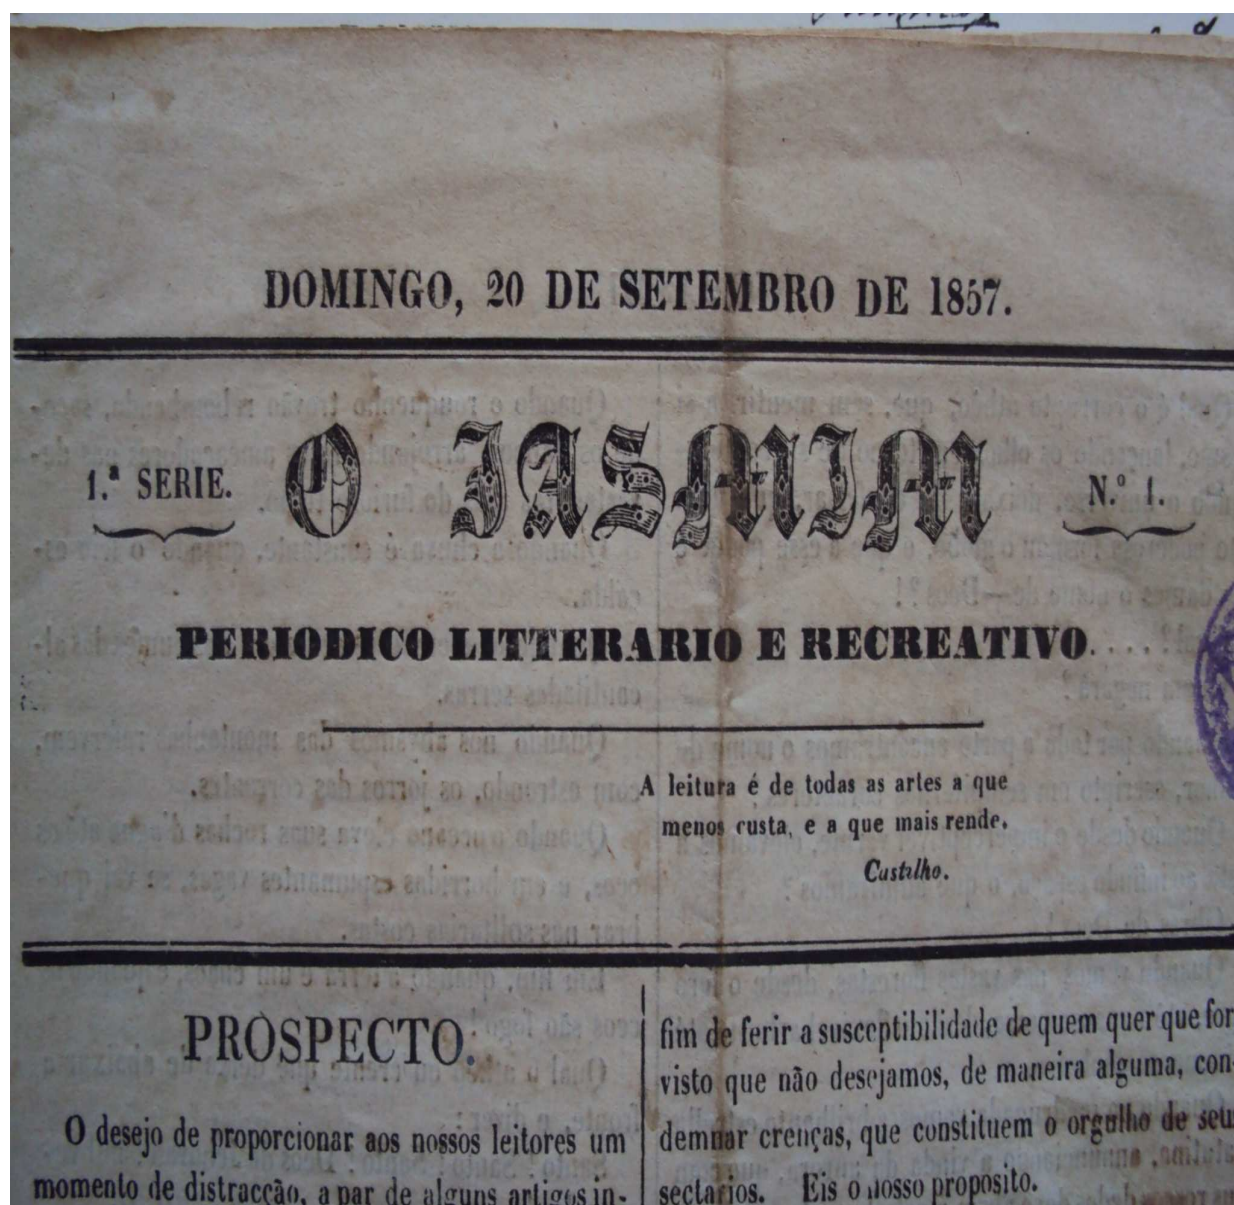 DOMINGO, 20 DE SETEMBRO DE 1857.
1.ª SERIE.
O JASMIM
N.º 1.
PERIODICO LITTERARIO E RECREATIVO.....
A leitura é de todas as artes a que
menos custa, e a que mais rende.
Castilho.
PROSPECTO.
O desejo de proporcionar aos nossos leitores um
momento de distracção, a par de alguns artigos in-
fim de ferir a susceptibilidade de quem quer que for
visto que não desejamos, de maneira alguma, con-
demnar crenças, que constituem o orgulho de seu
sectarios. Eis o nosso proposito.